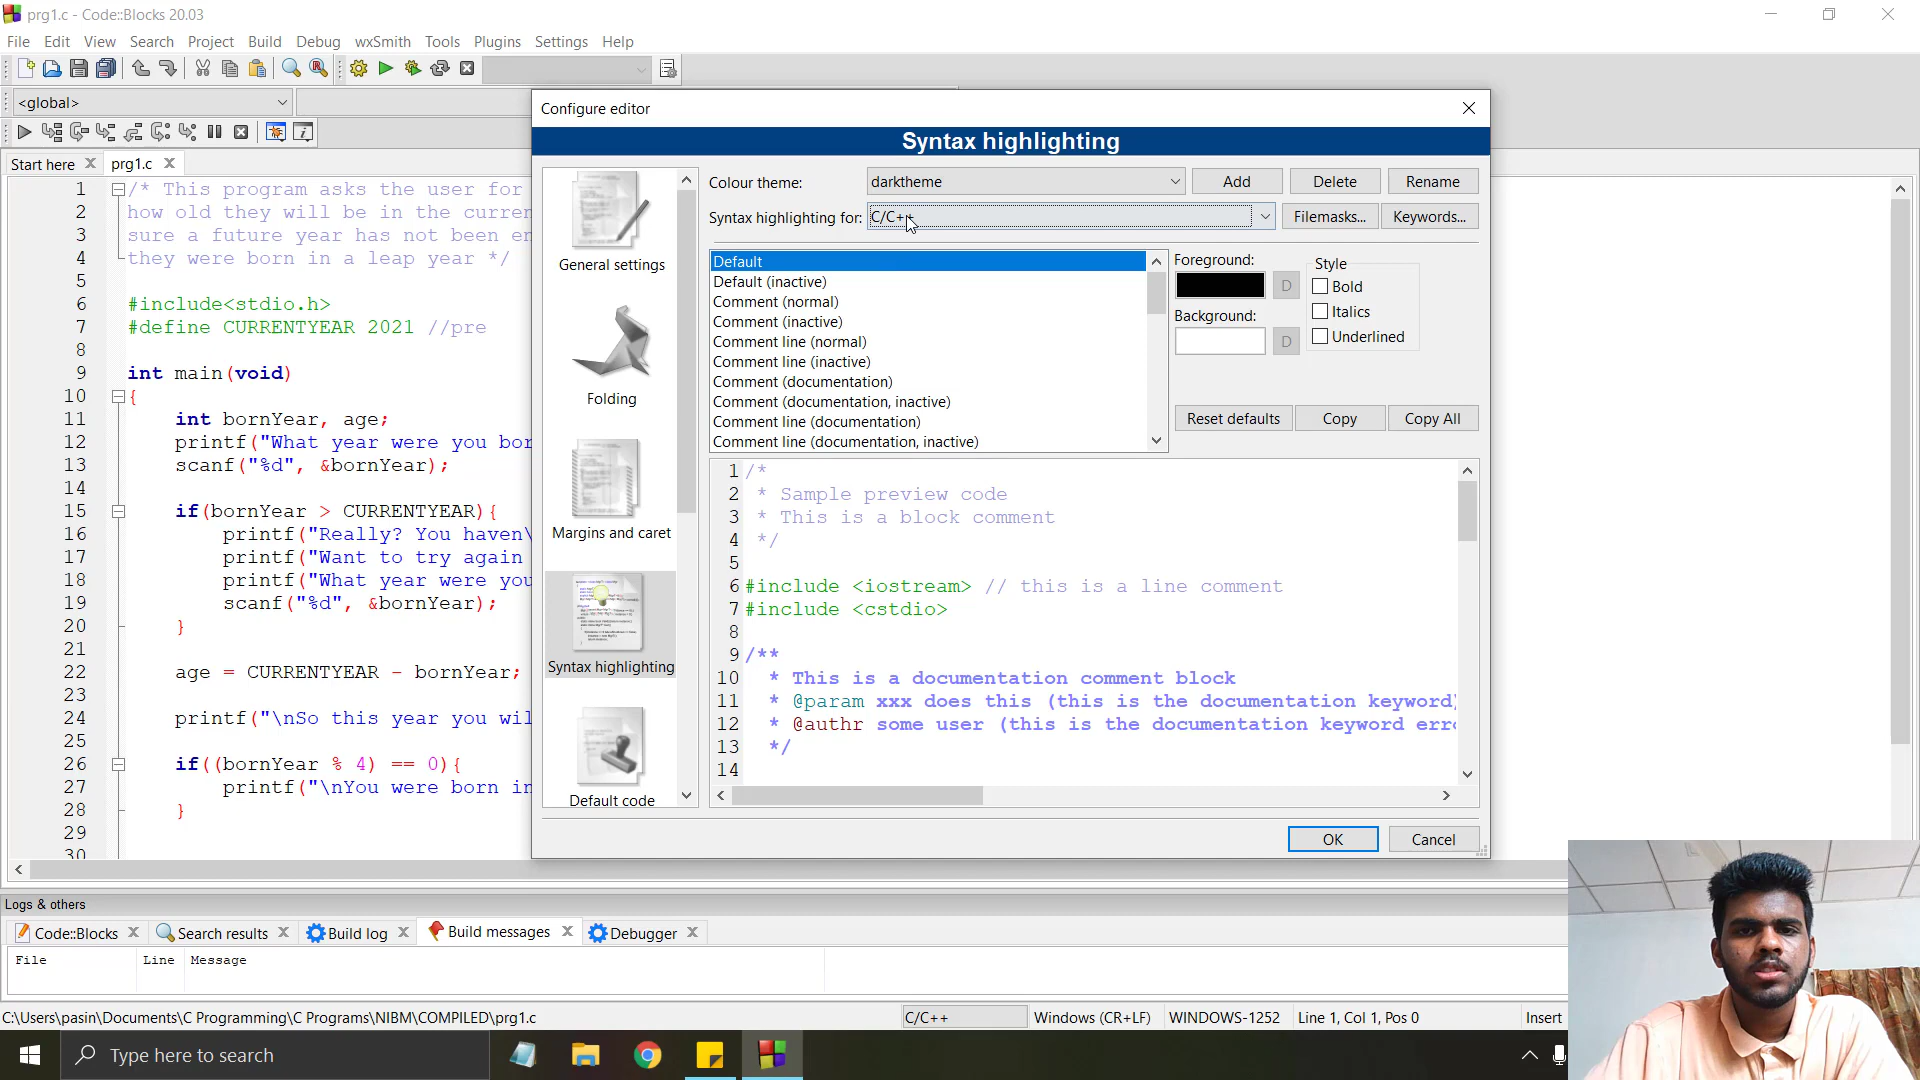 prg1.c - Code::Blocks 20.03
File Edit View Search Project Build Debug wxSmith Tools Plugins Settings Help
<global>
Start here prg1.c
1 /* This program asks the user for
2 how old they will be in the curren
3 sure a future year has not been en
4 they were born in a leap year */
5
6 #include<stdio.h>
7 #define CURRENTYEAR 2021 //pre
8
9 int main(void)
10 {
11 int bornYear, age;
12 printf("What year were you bor
13 scanf("%d", &bornYear);
14
15 if(bornYear > CURRENTYEAR){
16 printf("Really? You haven\
17 printf("Want to try again
18 printf("What year were you
19 scanf("%d", &bornYear);
20 }
21
22 age = CURRENTYEAR - bornYear;
23
24 printf("\nSo this year you wil
25
26 if((bornYear % 4) == 0){
27 printf("\nYou were born in
28 }
29
30
Configure editor
Syntax highlighting
General settings
Folding
Margins and caret
Syntax highlighting
Default code
Colour theme: darktheme Add Delete Rename
Syntax highlighting for: C/C++ Filemasks... Keywords...
Default
Default (inactive)
Comment (normal)
Comment (inactive)
Comment line (normal)
Comment line (inactive)
Comment (documentation)
Comment (documentation, inactive)
Comment line (documentation)
Comment line (documentation, inactive)
Foreground:
D
Background:
D
Style
Bold
Italics
Underlined
Reset defaults Copy Copy All
1 /*
2 * Sample preview code
3 * This is a block comment
4 */
5
6 #include <iostream> // this is a line comment
7 #include <cstdio>
8
9 /**
10 * This is a documentation comment block
11 * @param xxx does this (this is the documentation keyword)
12 * @authr some user (this is the documentation keyword erro
13 */
14
OK Cancel
Logs & others
Code::Blocks Search results Build log Build messages Debugger
File Line Message
C:\Users\pasin\Documents\C Programming\C Programs\NIBM\COMPILED\prg1.c C/C++ Windows (CR+LF) WINDOWS-1252 Line 1, Col 1, Pos 0 Insert
Type here to search